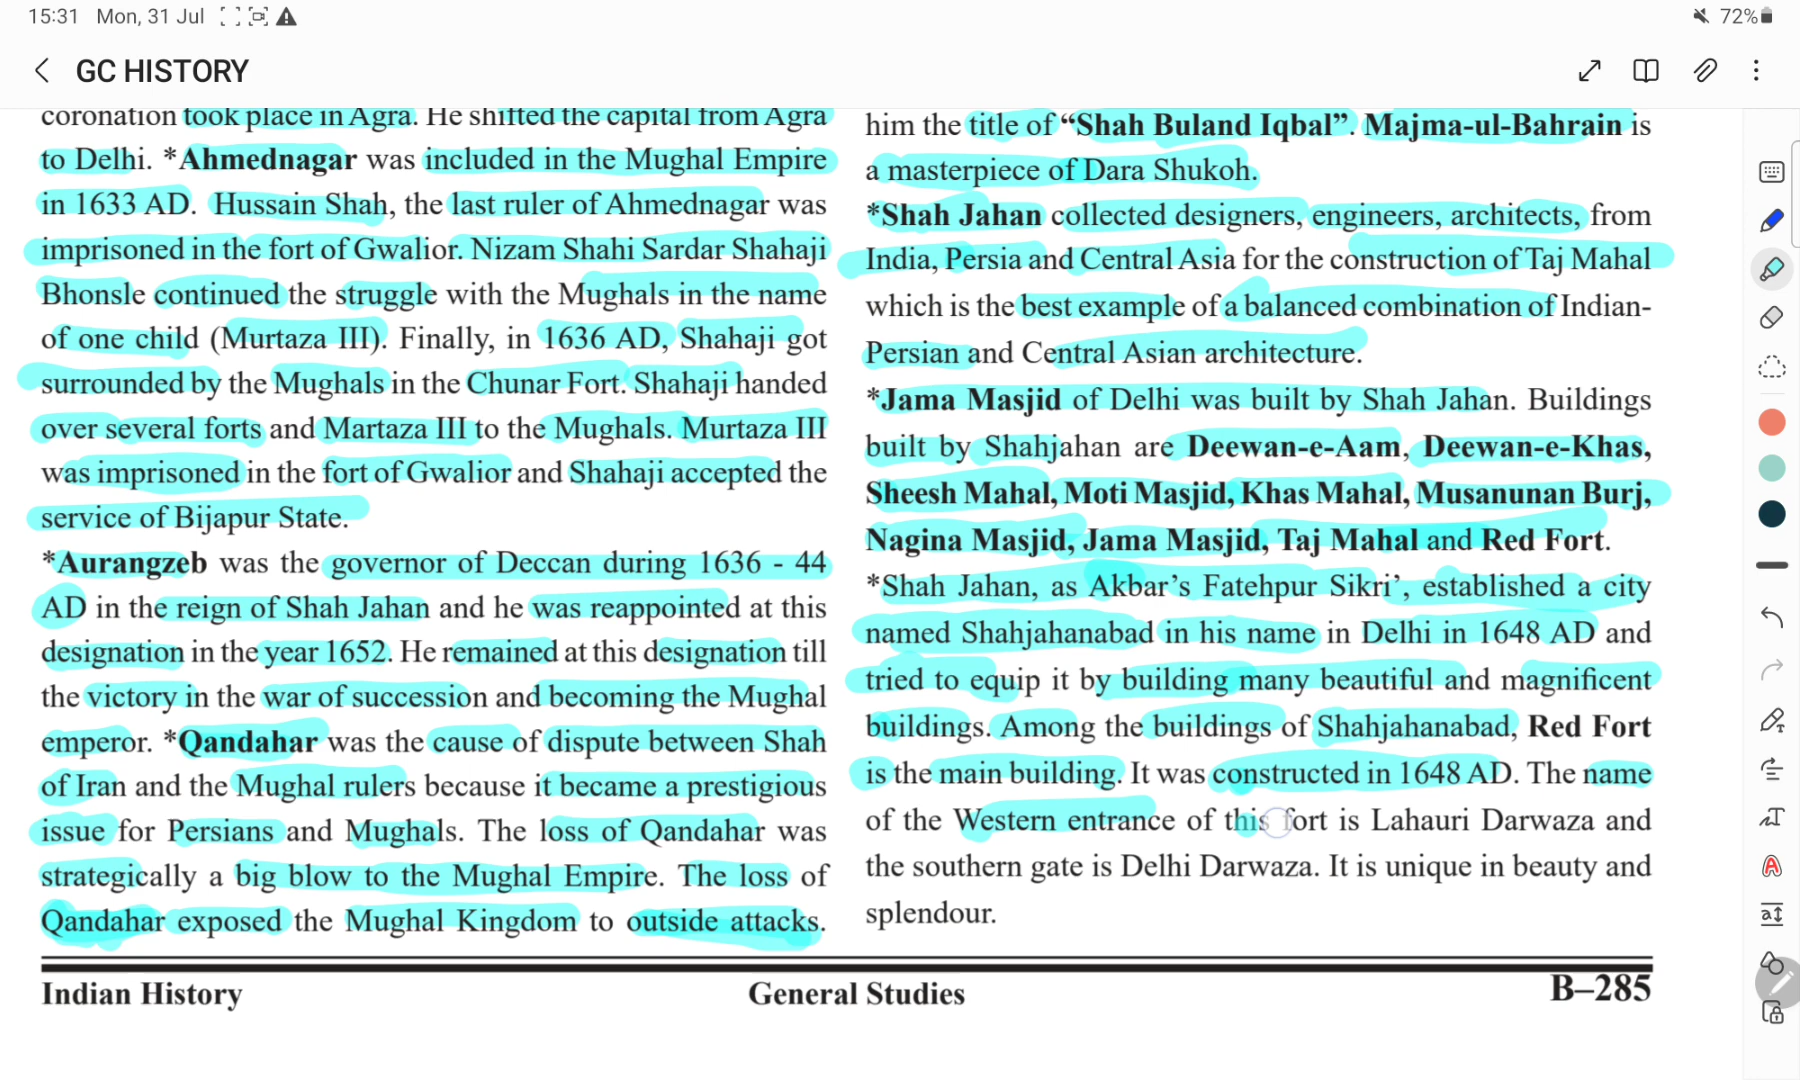 15:31 Mon, 31 Jul
72%
GC HISTORY
coronation took place in Agra. He shifted the capital from Agra
to Delhi. *Ahmednagar was included in the Mughal Empire
in 1633 AD. Hussain Shah, the last ruler of Ahmednagar was
imprisoned in the fort of Gwalior. Nizam Shahi Sardar Shahaji
Bhonsle continued the struggle with the Mughals in the name
of one child (Murtaza III). Finally, in 1636 AD, Shahaji got
surrounded by the Mughals in the Chunar Fort. Shahaji handed
over several forts and Martaza III to the Mughals. Murtaza III
was imprisoned in the fort of Gwalior and Shahaji accepted the
service of Bijapur State.
*Aurangzeb was the governor of Deccan during 1636 - 44
AD in the reign of Shah Jahan and he was reappointed at this
designation in the year 1652. He remained at this designation till
the victory in the war of succession and becoming the Mughal
emperor. *Qandahar was the cause of dispute between Shah
of Iran and the Mughal rulers because it became a prestigious
issue for Persians and Mughals. The loss of Qandahar was
strategically a big blow to the Mughal Empire. The loss of
Qandahar exposed the Mughal Kingdom to outside attacks.
him the title of “Shah Buland Iqbal”. Majma-ul-Bahrain is
a masterpiece of Dara Shukoh.
*Shah Jahan collected designers, engineers, architects, from
India, Persia and Central Asia for the construction of Taj Mahal
which is the best example of a balanced combination of Indian-
Persian and Central Asian architecture.
*Jama Masjid of Delhi was built by Shah Jahan. Buildings
built by Shahjahan are Deewan-e-Aam, Deewan-e-Khas,
Sheesh Mahal, Moti Masjid, Khas Mahal, Musanunan Burj,
Nagina Masjid, Jama Masjid, Taj Mahal and Red Fort.
*Shah Jahan, as Akbar’s Fatehpur Sikri’, established a city
named Shahjahanabad in his name in Delhi in 1648 AD and
tried to equip it by building many beautiful and magnificent
buildings. Among the buildings of Shahjahanabad, Red Fort
is the main building. It was constructed in 1648 AD. The name
of the Western entrance of this fort is Lahauri Darwaza and
the southern gate is Delhi Darwaza. It is unique in beauty and
splendour.
Indian History
General Studies
B–285